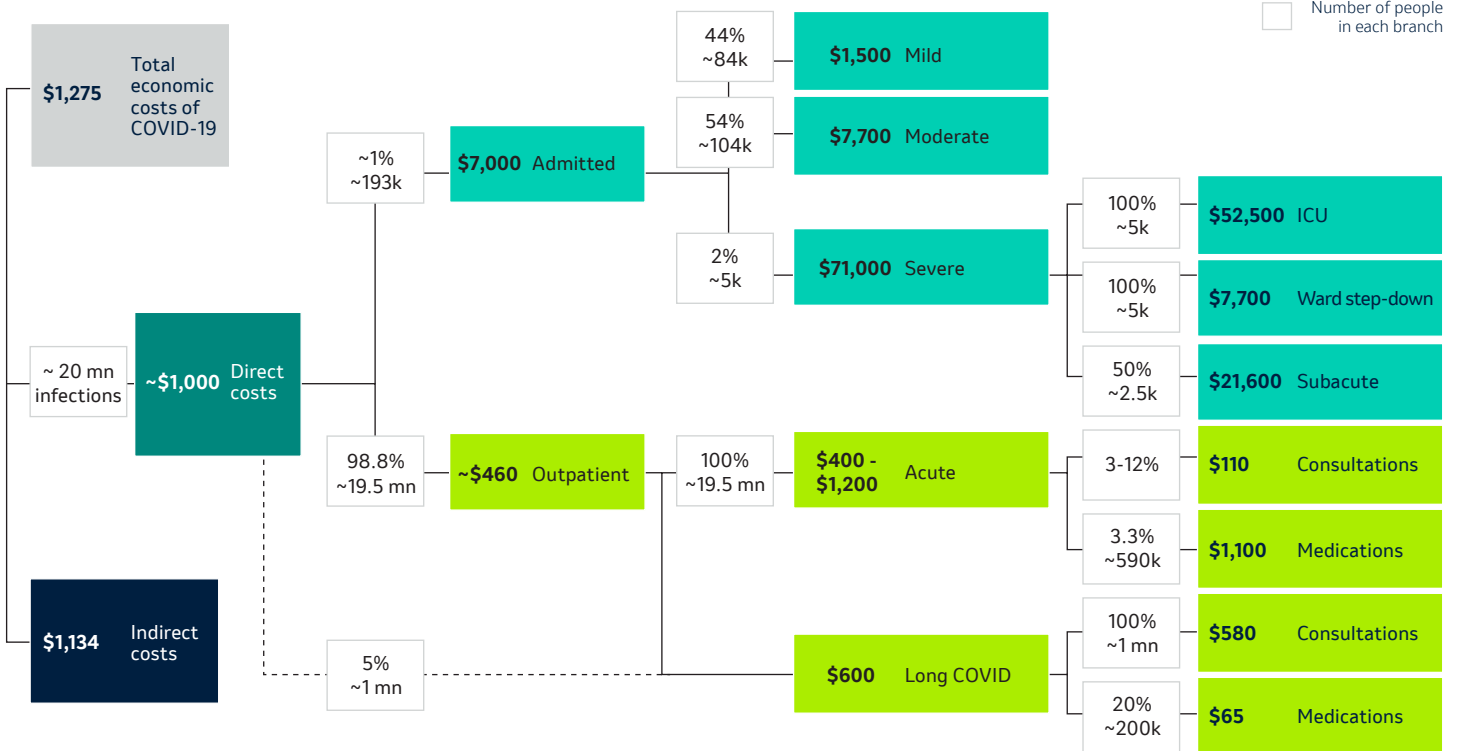 Number of people
in each branch
$1,275 Total
economic
costs of
COVID-19
~ 20 mn
infections
~$1,000 Direct
costs
$1,134 Indirect
costs
~1%
~193k
$7,000 Admitted
44%
~84k
$1,500 Mild
54%
~104k
$7,700 Moderate
2%
~5k
$71,000 Severe
100%
~5k
$52,500 ICU
100%
~5k
$7,700 Ward step-down
50%
~2.5k
$21,600 Subacute
98.8%
~19.5 mn
~$460 Outpatient
100%
~19.5 mn
$400 -
$1,200 Acute
3-12%
$110 Consultations
3.3%
~590k
$1,100 Medications
5%
~1 mn
$600 Long COVID
100%
~1 mn
$580 Consultations
20%
~200k
$65 Medications